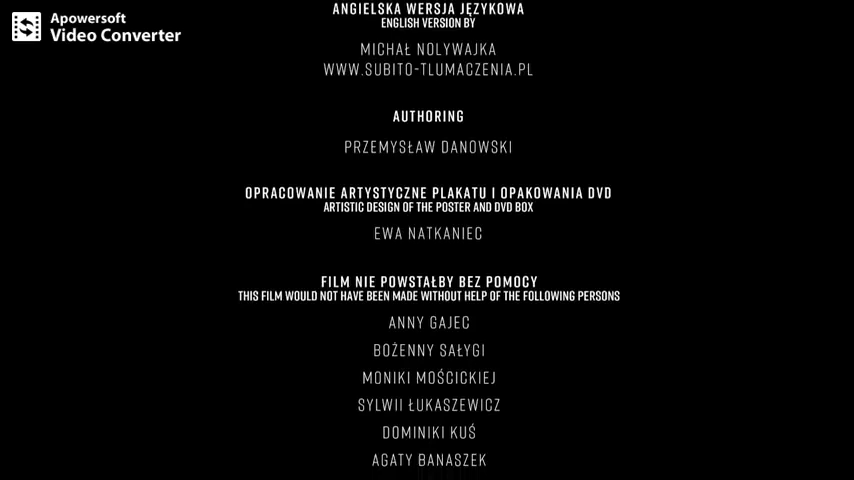 Apowersoft
Video Converter
ANGIELSKA WERSJA JĘZYKOWA
ENGLISH VERSION BY
MICHAŁ NOLYWAJKA
WWW.SUBITO-TLUMACZENIA.PL
AUTHORING
PRZEMYSŁAW DANOWSKI
OPRACOWANIE ARTYSTYCZNE PLAKATU I OPAKOWANIA DVD
ARTISTIC DESIGN OF THE POSTER AND DVD BOX
EWA NATKANIEC
FILM NIE POWSTAŁBY BEZ POMOCY
THIS FILM WOULD NOT HAVE BEEN MADE WITHOUT HELP OF THE FOLLOWING PERSONS
ANNY GAJEC
BOŻENNY SAŁYGI
MONIKI MOŚCICKIEJ
SYLWII ŁUKASZEWICZ
DOMINIKI KUŚ
AGATY BANASZEK